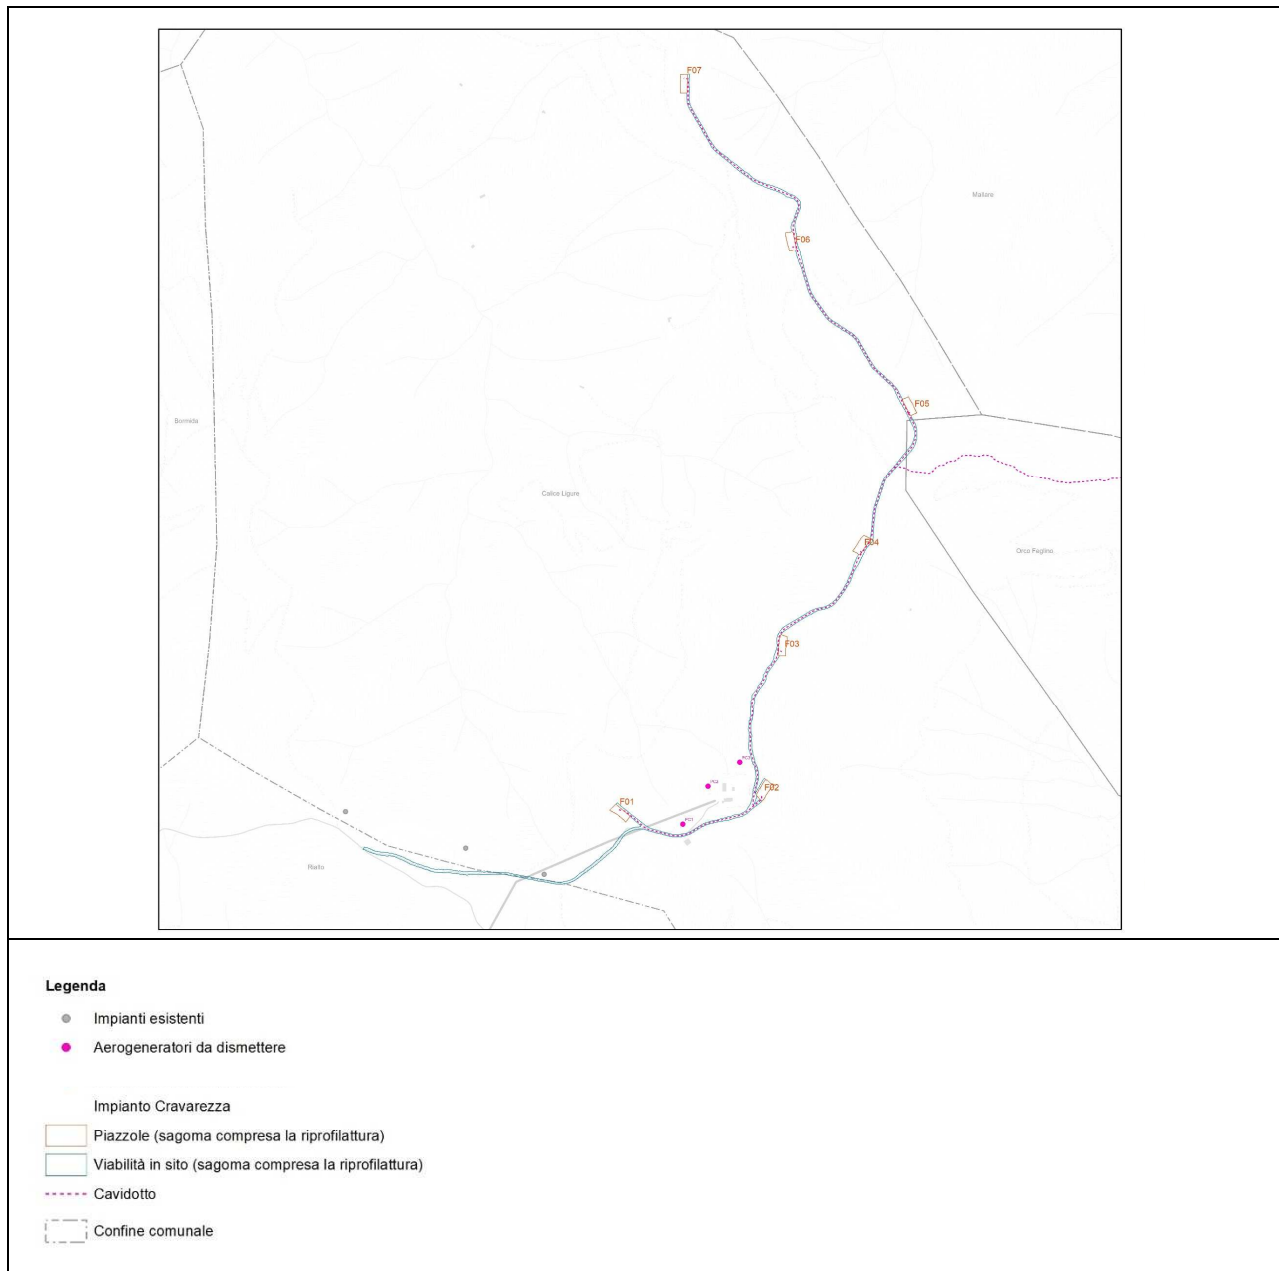 F07
Mallare
F06
F05
Bormida
Calice Ligure
F04
Orco Feglino
F03
F02
F01
Rialto
Legenda
Impianti esistenti
Aerogeneratori da dismettere
Impianto Cravarezza
Piazzole (sagoma compresa la riprofilattura)
Viabilità in sito (sagoma compresa la riprofilattura)
Cavidotto
Confine comunale